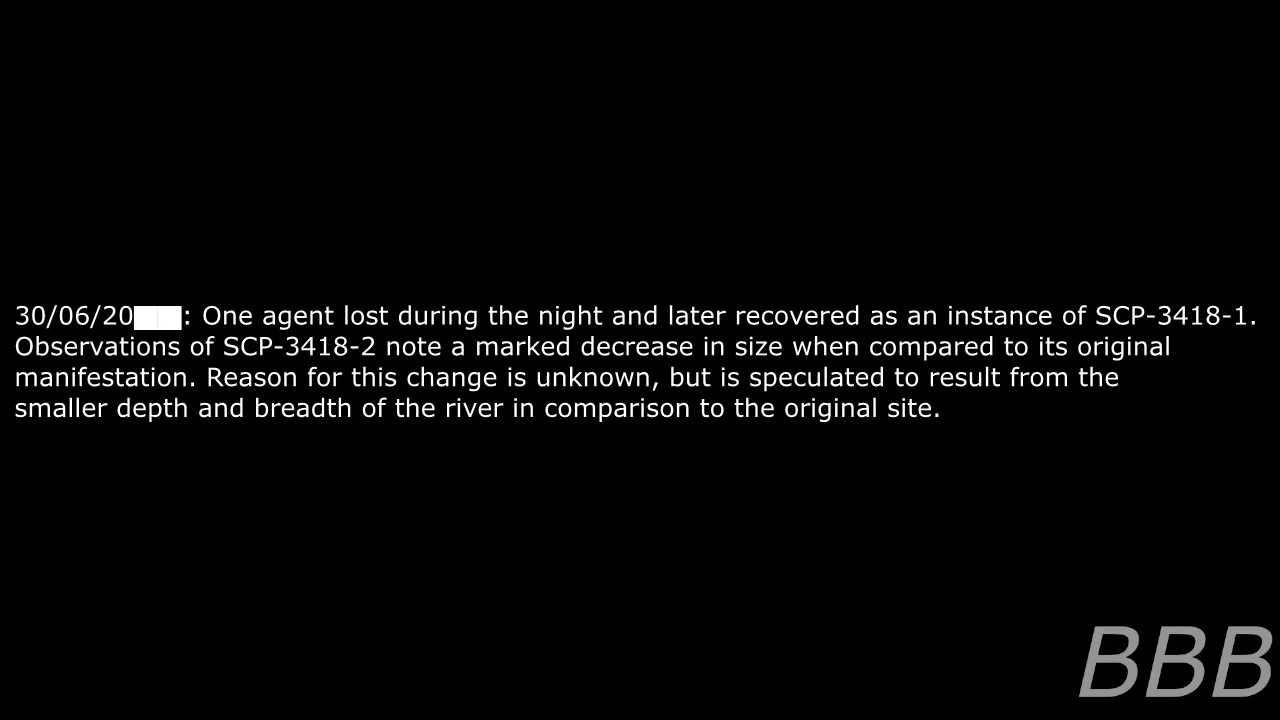 30/06/20██: One agent lost during the night and later recovered as an instance of SCP-3418-1.
Observations of SCP-3418-2 note a marked decrease in size when compared to its original
manifestation. Reason for this change is unknown, but is speculated to result from the
smaller depth and breadth of the river in comparison to the original site.
BBB